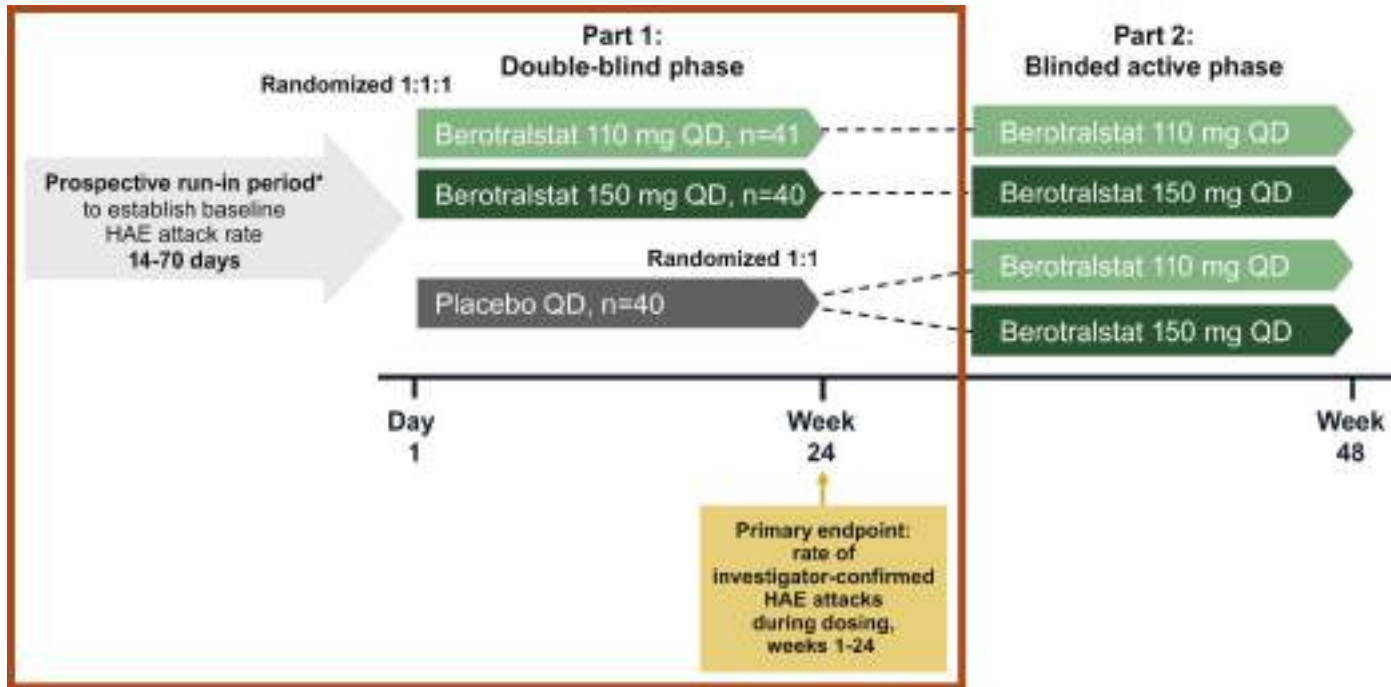 Part 1:
Double-blind phase
Part 2:
Blinded active phase
Randomized 1:1:1
Prospective run-in period*
to establish baseline
HAE attack rate
14-70 days
Berotralstat 110 mg QD, n=41
Berotralstat 110 mg QD
Berotralstat 150 mg QD, n=40
Berotralstat 150 mg QD
Randomized 1:1
Placebo QD, n=40
Berotralstat 110 mg QD
Berotralstat 150 mg QD
Day
1
Week
24
Week
48
Primary endpoint:
rate of
investigator-confirmed
HAE attacks
during dosing,
weeks 1-24